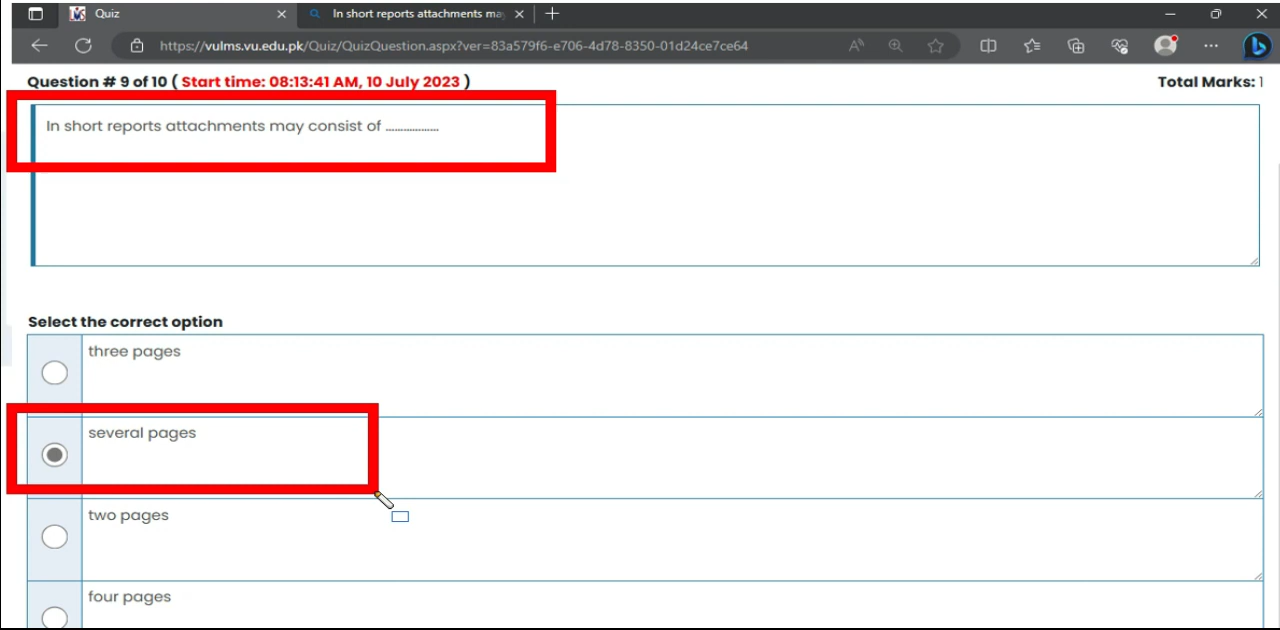 Quiz
In short reports attachments ma
https://vulms.vu.edu.pk/Quiz/QuizQuestion.aspx?ver=83a579f6-e706-4d78-8350-01d24ce7ce64
Question # 9 of 10 ( Start time: 08:13:41 AM, 10 July 2023 )
Total Marks: 1
In short reports attachments may consist of ..................
Select the correct option
three pages
several pages
two pages
four pages